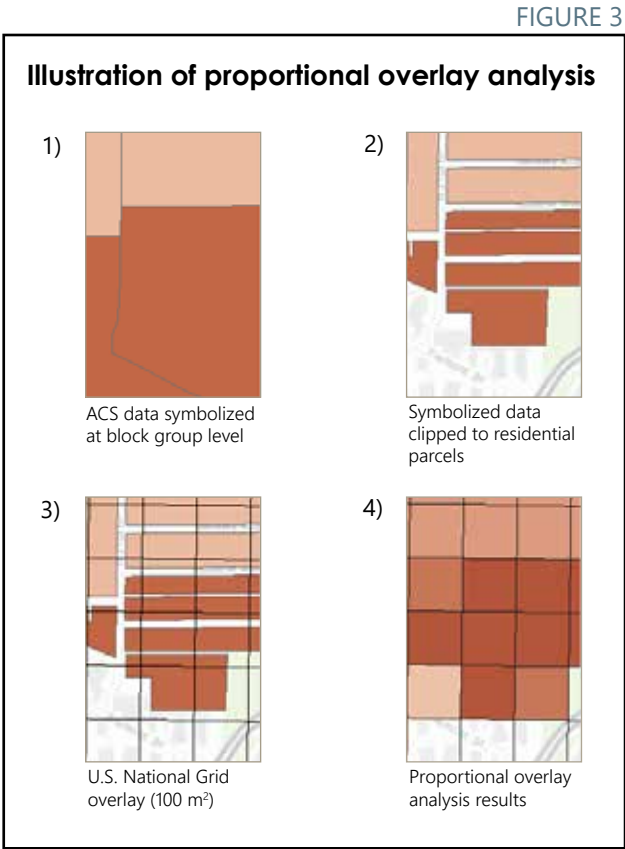 FIGURE 3
Illustration of proportional overlay analysis
1)
ACS data symbolized
at block group level
2)
Symbolized data
clipped to residential
parcels
3)
U.S. National Grid
overlay (100 m²)
4)
Proportional overlay
analysis results